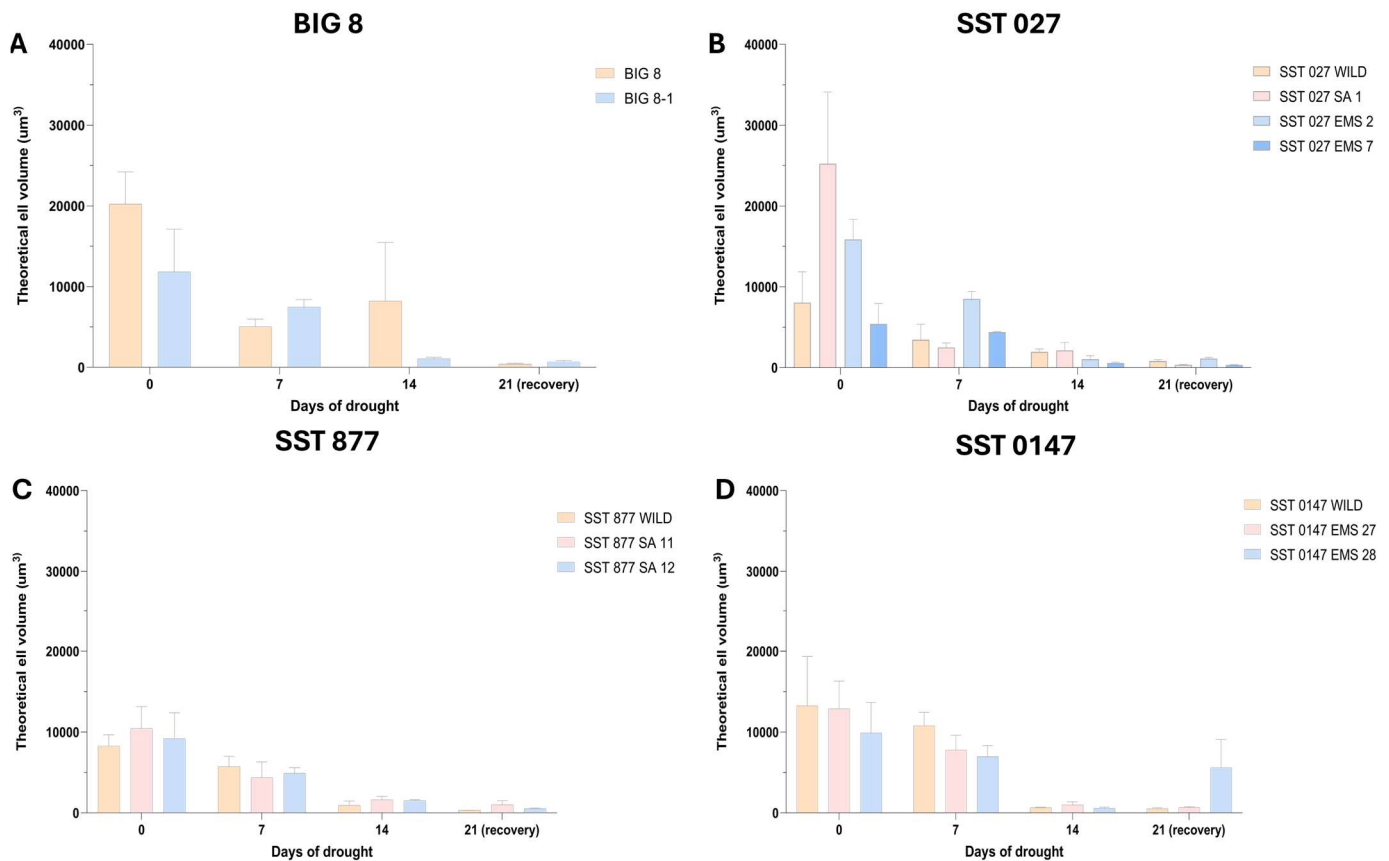 BIG 8
A
40000
30000
20000
10000
0
Theoretical ell volume (um³)
0
7
14
21 (recovery)
Days of drought
BIG 8
BIG 8-1
SST 027
B
40000
30000
20000
10000
0
Theoretical ell volume (um³)
0
7
14
21 (recovery)
Days of drought
SST 027 WILD
SST 027 SA 1
SST 027 EMS 2
SST 027 EMS 7
SST 877
C
40000
30000
20000
10000
0
Theoretical ell volume (um³)
0
7
14
21 (recovery)
Days of drought
SST 877 WILD
SST 877 SA 11
SST 877 SA 12
SST 0147
D
40000
30000
20000
10000
0
Theoretical ell volume (um³)
0
7
14
21 (recovery)
Days of drought
SST 0147 WILD
SST 0147 EMS 27
SST 0147 EMS 28